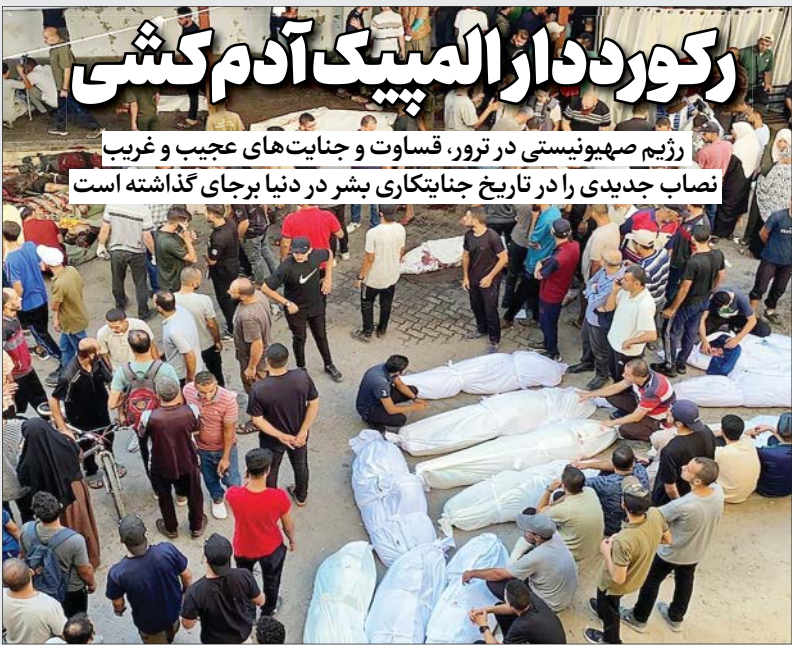 رکورددار المپیک آدم‌کشی
رژیم صهیونیستی در ترور، قساوت و جنایت‌های عجیب و غریب
نصاب جدیدی را در تاریخ جنایتکاری بشر در دنیا برجای گذاشته است